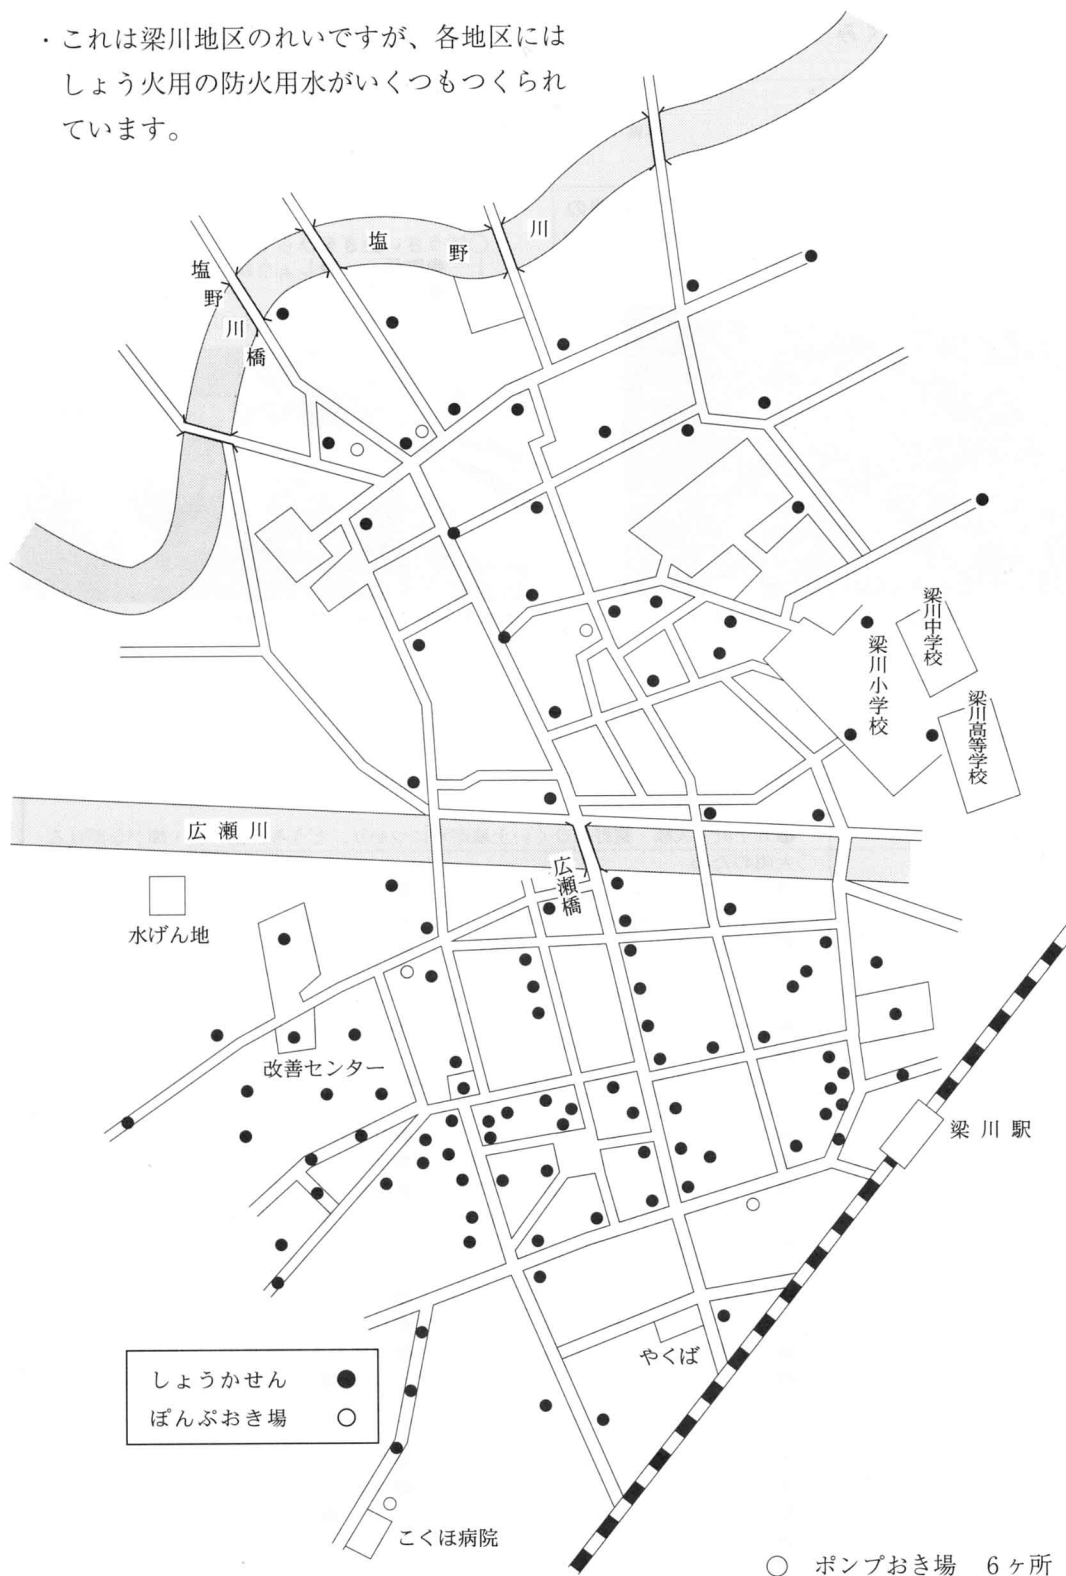 ・これは梁川地区のれいですが、各地区には
しょう火用の防火用水がいくつもつくられ
ています。
塩野川
塩野川橋
梁川中学校
梁川小学校
梁川高等学校
広瀬川
広瀬橋
水げん地
改善センター
梁川駅
やくば
しょうかせん ●
ぽんぷおき場 ○
こくほ病院
○ ポンプおき場 6ヶ所